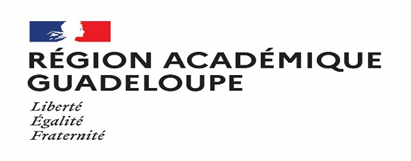 RÉGION ACADÉMIQUE
GUADELOUPE
Liberté
Égalité
Fraternité